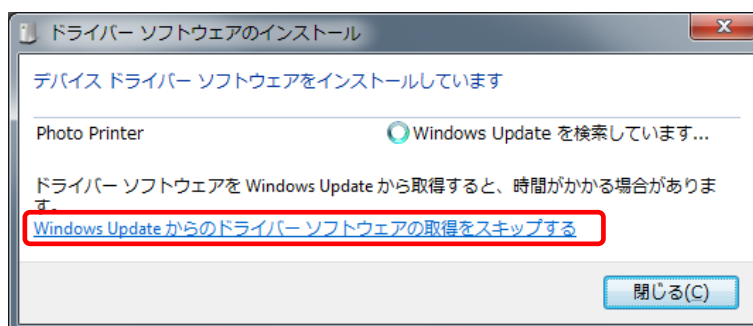 ドライバー ソフトウェアのインストール
デバイス ドライバー ソフトウェアをインストールしています
Photo Printer
Windows Update を検索しています...
ドライバー ソフトウェアを Windows Update から取得すると、時間がかかる場合がありま
す。
Windows Update からのドライバー ソフトウェアの取得をスキップする
閉じる(C)